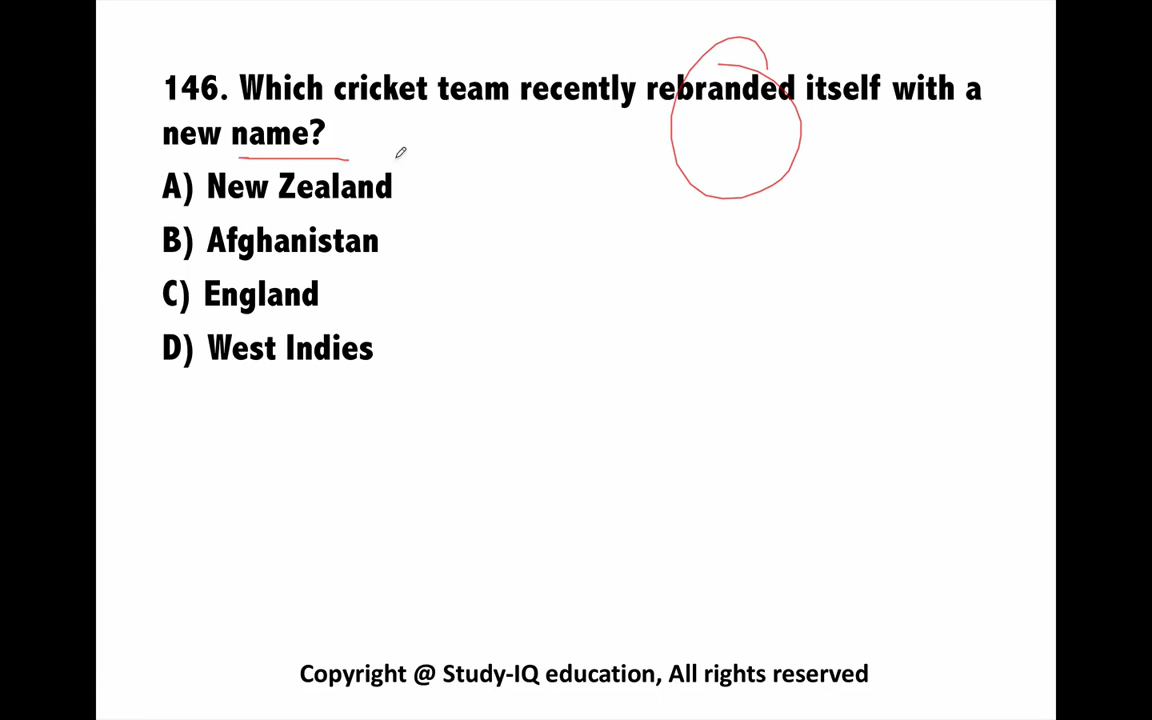 146. Which cricket team recently rebranded itself with a
new name?
A) New Zealand
B) Afghanistan
C) England
D) West Indies
Copyright @ Study-IQ education, All rights reserved